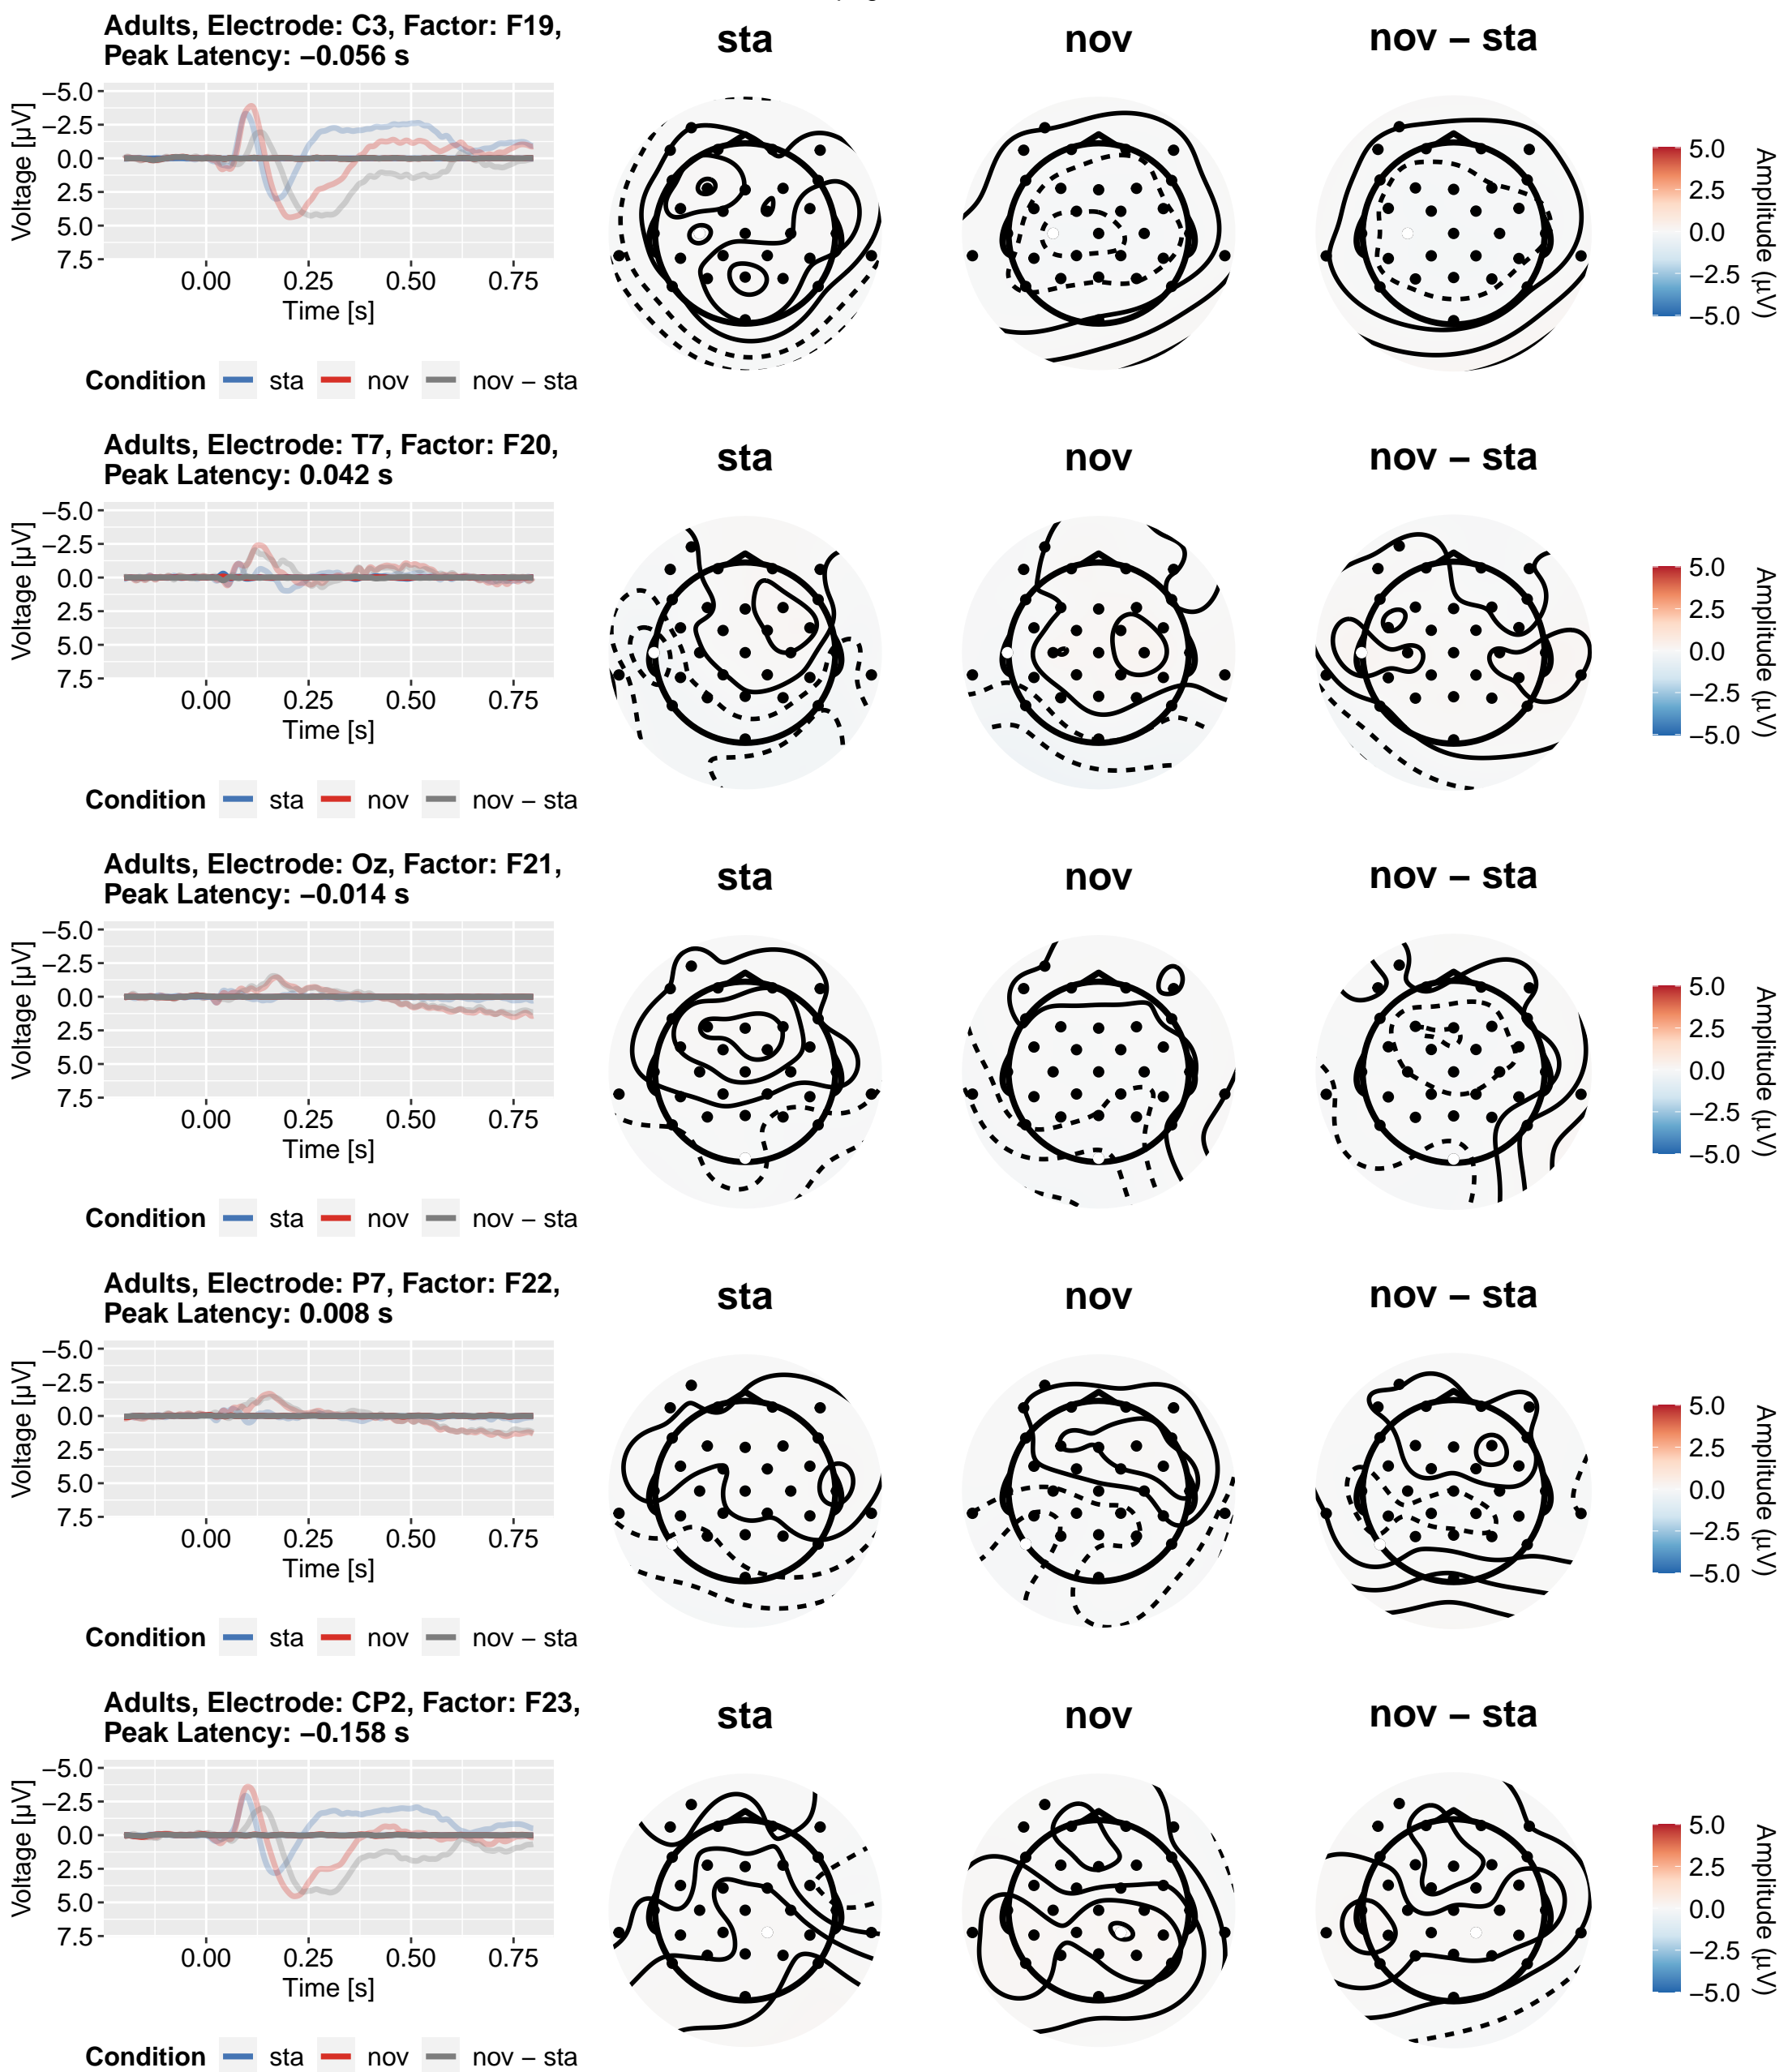 Adults, Electrode: C3, Factor: F19,
Peak Latency: −0.056 s
sta
nov
nov − sta
Voltage [µV]
−5.0
−2.5
0.0
2.5
5.0
7.5
0.00 0.25 0.50 0.75
Time [s]
Condition sta nov nov − sta
5.0
2.5
0.0
−2.5
−5.0
Amplitude (µV)
Adults, Electrode: T7, Factor: F20,
Peak Latency: 0.042 s
sta
nov
nov − sta
Voltage [µV]
−5.0
−2.5
0.0
2.5
5.0
7.5
0.00 0.25 0.50 0.75
Time [s]
Condition sta nov nov − sta
5.0
2.5
0.0
−2.5
−5.0
Amplitude (µV)
Adults, Electrode: Oz, Factor: F21,
Peak Latency: −0.014 s
sta
nov
nov − sta
Voltage [µV]
−5.0
−2.5
0.0
2.5
5.0
7.5
0.00 0.25 0.50 0.75
Time [s]
Condition sta nov nov − sta
5.0
2.5
0.0
−2.5
−5.0
Amplitude (µV)
Adults, Electrode: P7, Factor: F22,
Peak Latency: 0.008 s
sta
nov
nov − sta
Voltage [µV]
−5.0
−2.5
0.0
2.5
5.0
7.5
0.00 0.25 0.50 0.75
Time [s]
Condition sta nov nov − sta
5.0
2.5
0.0
−2.5
−5.0
Amplitude (µV)
Adults, Electrode: CP2, Factor: F23,
Peak Latency: −0.158 s
sta
nov
nov − sta
Voltage [µV]
−5.0
−2.5
0.0
2.5
5.0
7.5
0.00 0.25 0.50 0.75
Time [s]
Condition sta nov nov − sta
5.0
2.5
0.0
−2.5
−5.0
Amplitude (µV)